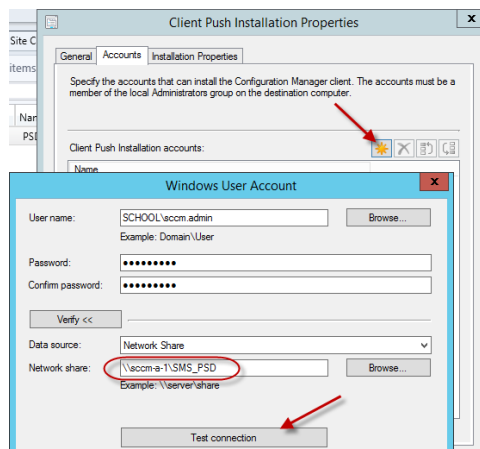 Client Push Installation Properties
x
Site C
General Accounts Installation Properties
items
Specify the accounts that can install the Configuration Manager client. The accounts must be a
member of the local Administrators group on the destination computer.
Nar
PSD
Client Push Installation accounts:
Name
Windows User Account
x
User name: SCHOOL\sccm.admin Browse...
Example: Domain\User
Password: •••••••••
Confirm password: •••••••••
Verify <<
Data source: Network Share
Network share: \\sccm-a-1\SMS_PSD Browse...
Example: \\server\share
Test connection